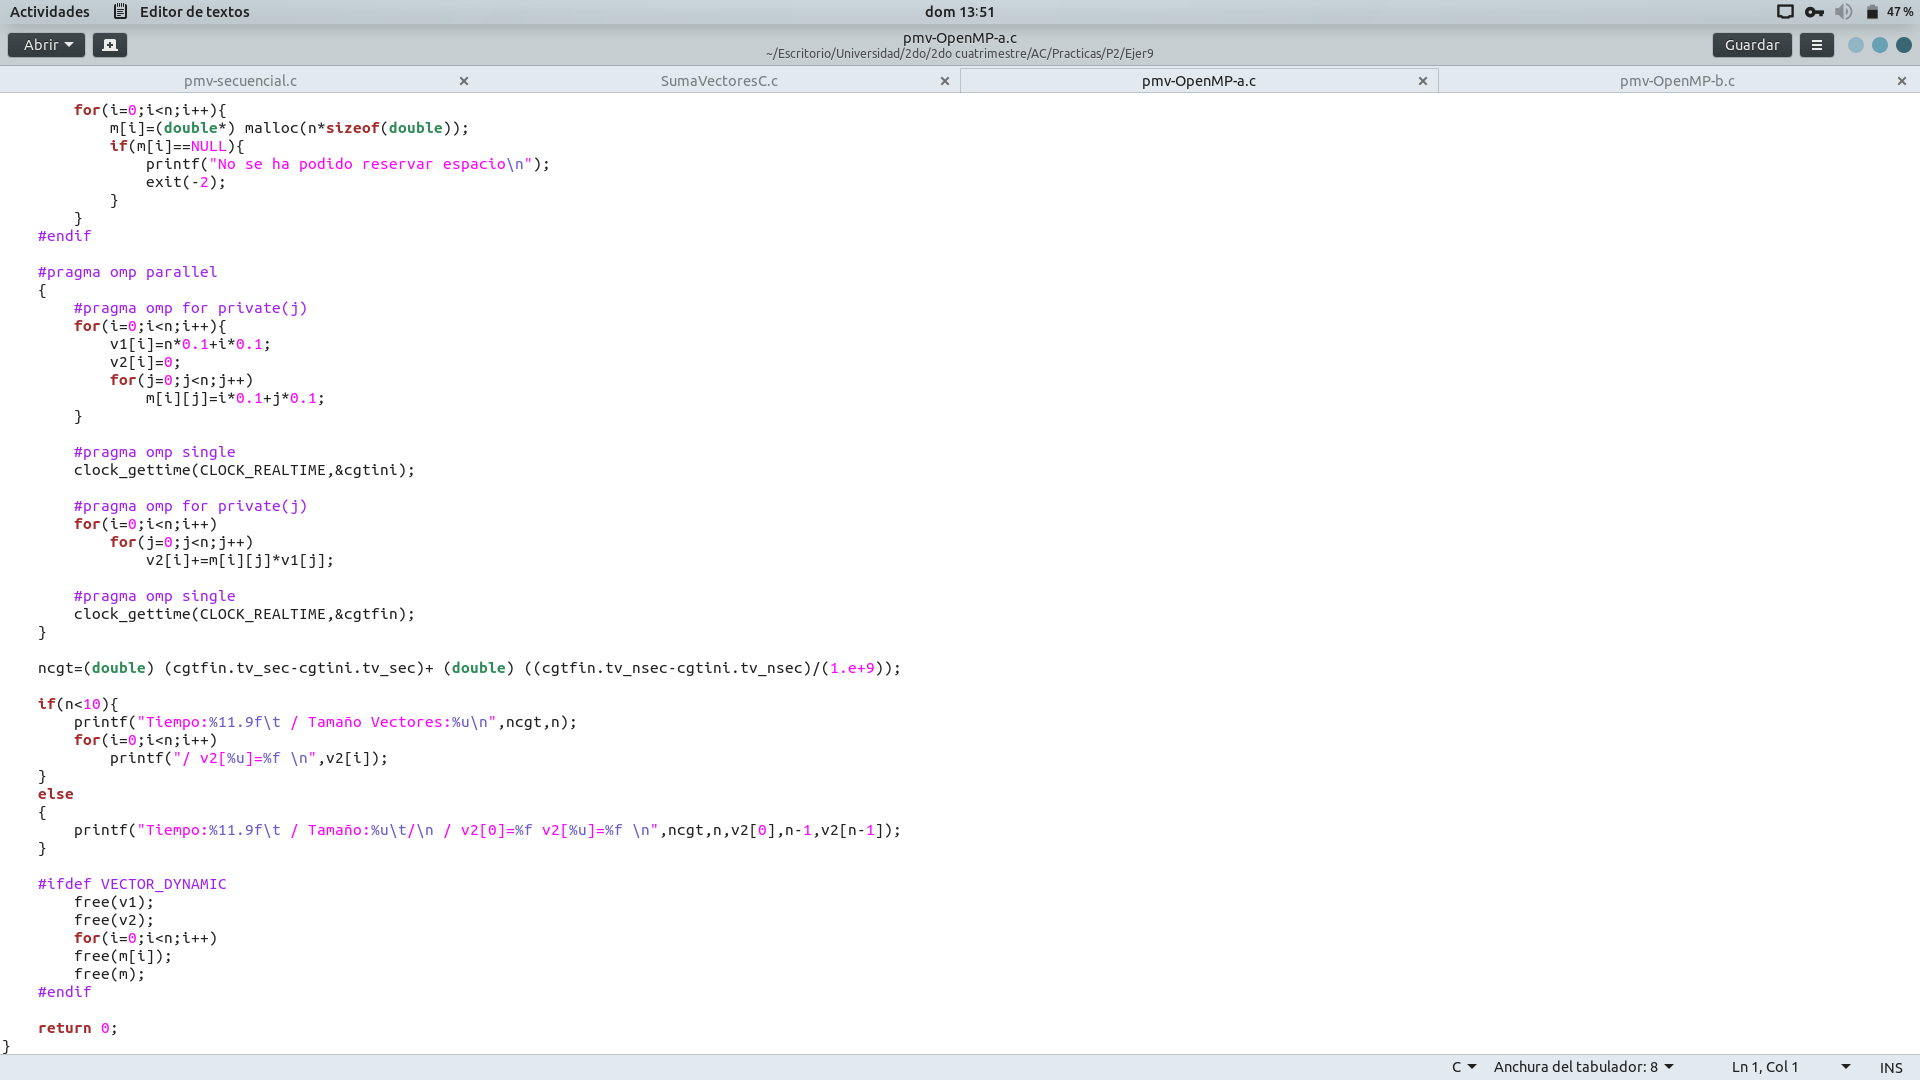 Actividades Editor de textos dom 13:51 47 %
Abrir pmv-OpenMP-a.c Guardar
~/Escritorio/Universidad/2do/2do cuatrimestre/AC/Practicas/P2/Ejer9
pmv-secuencial.c SumaVectoresC.c pmv-OpenMP-a.c pmv-OpenMP-b.c
for(i=0;i<n;i++){
m[i]=(double*) malloc(n*sizeof(double));
if(m[i]==NULL){
printf("No se ha podido reservar espacio\n");
exit(-2);
}
}
#endif
#pragma omp parallel
{
#pragma omp for private(j)
for(i=0;i<n;i++){
v1[i]=n*0.1+i*0.1;
v2[i]=0;
for(j=0;j<n;j++)
m[i][j]=i*0.1+j*0.1;
}
#pragma omp single
clock_gettime(CLOCK_REALTIME,&cgtini);
#pragma omp for private(j)
for(i=0;i<n;i++)
for(j=0;j<n;j++)
v2[i]+=m[i][j]*v1[j];
#pragma omp single
clock_gettime(CLOCK_REALTIME,&cgtfin);
}
ncgt=(double) (cgtfin.tv_sec-cgtini.tv_sec)+ (double) ((cgtfin.tv_nsec-cgtini.tv_nsec)/(1.e+9));
if(n<10){
printf("Tiempo:%11.9f\t / Tamaño Vectores:%u\n",ncgt,n);
for(i=0;i<n;i++)
printf("/ v2[%u]=%f \n",v2[i]);
}
else
{
printf("Tiempo:%11.9f\t / Tamaño:%u\t/\n / v2[0]=%f v2[%u]=%f \n",ncgt,n,v2[0],n-1,v2[n-1]);
}
#ifdef VECTOR_DYNAMIC
free(v1);
free(v2);
for(i=0;i<n;i++)
free(m[i]);
free(m);
#endif
return 0;
}
C Anchura del tabulador: 8 Ln 1, Col 1 INS